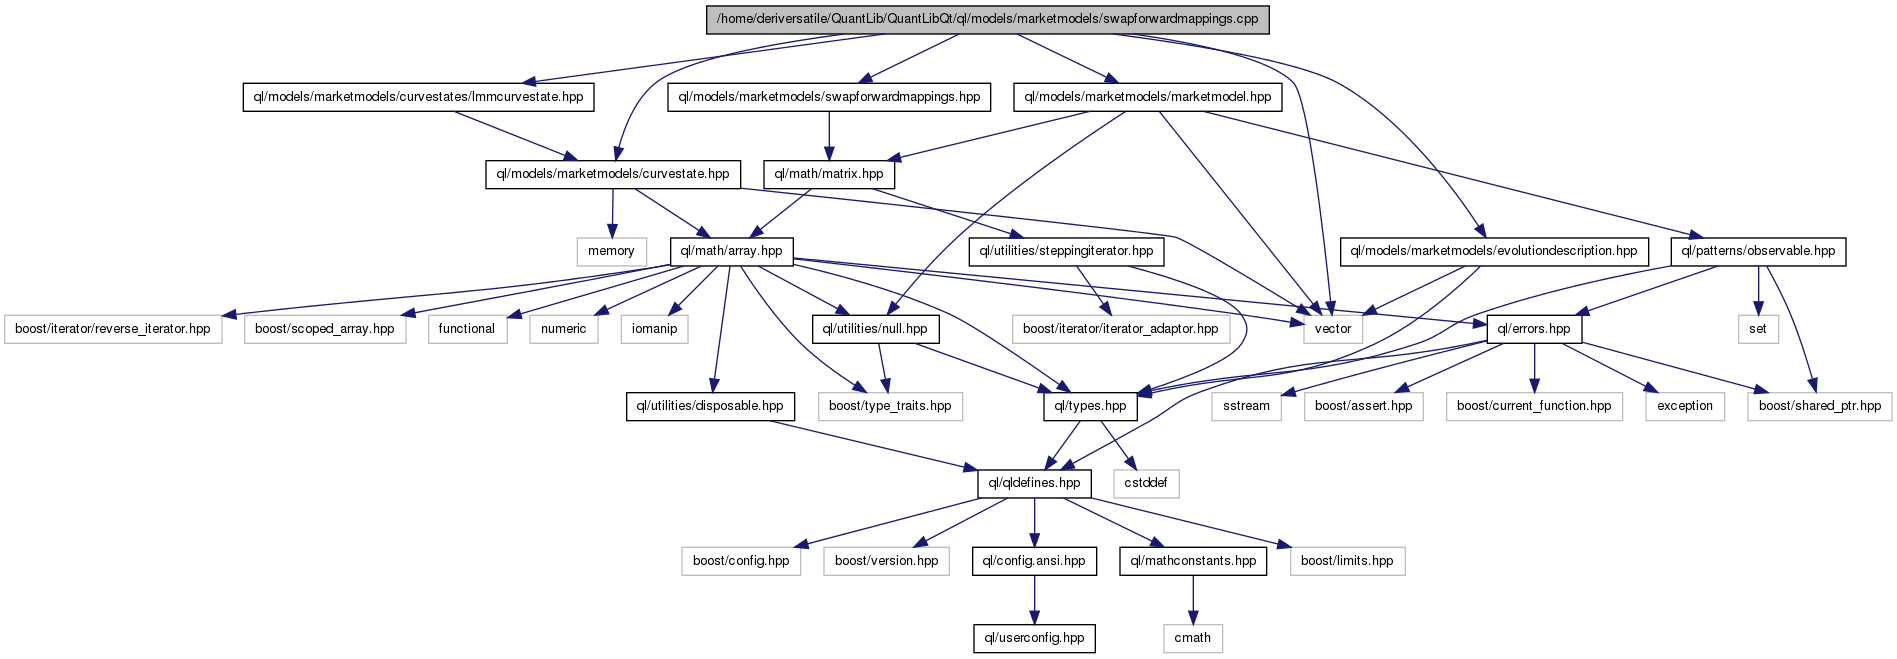 /home/deriversatile/QuantLib/QuantLibQt/ql/models/marketmodels/swapforwardmappings.cpp
ql/models/marketmodels/curvestates/lmmcurvestate.hpp
ql/models/marketmodels/swapforwardmappings.hpp
ql/models/marketmodels/marketmodel.hpp
ql/models/marketmodels/curvestate.hpp
ql/math/matrix.hpp
memory
ql/math/array.hpp
ql/utilities/steppingiterator.hpp
ql/models/marketmodels/evolutiondescription.hpp
ql/patterns/observable.hpp
boost/iterator/reverse_iterator.hpp
boost/scoped_array.hpp
functional
numeric
iomanip
ql/utilities/null.hpp
boost/iterator/iterator_adaptor.hpp
vector
ql/errors.hpp
set
ql/utilities/disposable.hpp
boost/type_traits.hpp
ql/types.hpp
sstream
boost/assert.hpp
boost/current_function.hpp
exception
boost/shared_ptr.hpp
ql/qldefines.hpp
cstddef
boost/config.hpp
boost/version.hpp
ql/config.ansi.hpp
ql/mathconstants.hpp
boost/limits.hpp
ql/userconfig.hpp
cmath